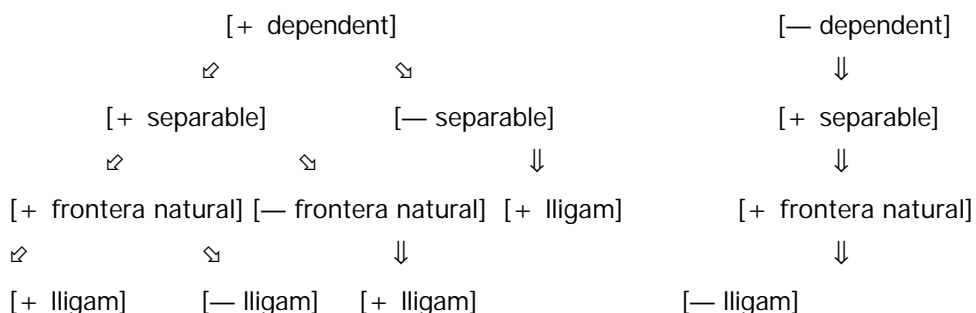 [+ dependent] [— dependent]
⬃ ⬂ ⇓
[+ separable] [— separable] [+ separable]
⬃ ⬂ ⇓ ⇓
[+ frontera natural] [— frontera natural] [+ lligam] [+ frontera natural]
⬃ ⬂ ⇓ ⇓
[+ lligam] [— lligam] [+ lligam] [— lligam]